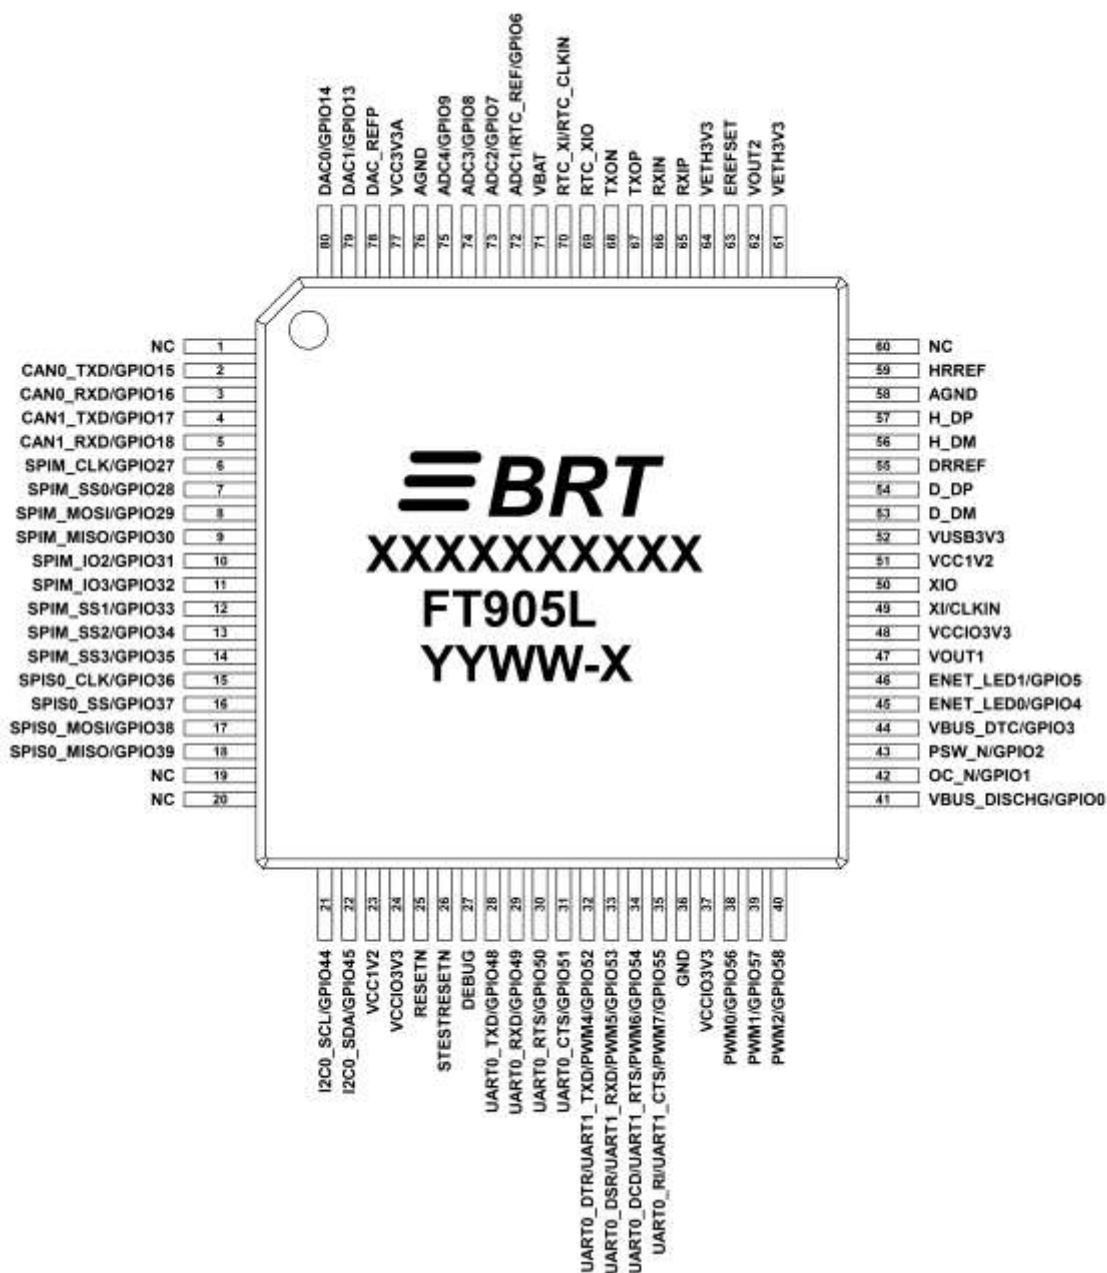 DAC0/GPIO14
DAC1/GPIO13
DAC_REFP
VCC3V3A
AGND
ADC4/GPIO9
ADC3/GPIO8
ADC2/GPIO7
ADC1/RTC_REF/GPIO6
VBAT
RTC_XI/RTC_CLKIN
RTC_XIO
TXON
TXOP
RXIN
RXIP
VETH3V3
EREFSET
VOUT2
VETH3V3
80
79
78
77
76
75
74
73
72
71
70
69
68
67
66
65
64
63
62
61
NC 1
CAN0_TXD/GPIO15 2
CAN0_RXD/GPIO16 3
CAN1_TXD/GPIO17 4
CAN1_RXD/GPIO18 5
SPIM_CLK/GPIO27 6
SPIM_SS0/GPIO28 7
SPIM_MOSI/GPIO29 8
SPIM_MISO/GPIO30 9
SPIM_IO2/GPIO31 10
SPIM_IO3/GPIO32 11
SPIM_SS1/GPIO33 12
SPIM_SS2/GPIO34 13
SPIM_SS3/GPIO35 14
SPIS0_CLK/GPIO36 15
SPIS0_SS/GPIO37 16
SPIS0_MOSI/GPIO38 17
SPIS0_MISO/GPIO39 18
NC 19
NC 20
BRT
XXXXXXXXXX
FT905L
YYWW-X
60 NC
59 HRREF
58 AGND
57 H_DP
56 H_DM
55 DRREF
54 D_DP
53 D_DM
52 VUSB3V3
51 VCC1V2
50 XIO
49 XI/CLKIN
48 VCCIO3V3
47 VOUT1
46 ENET_LED1/GPIO5
45 ENET_LED0/GPIO4
44 VBUS_DTC/GPIO3
43 PSW_N/GPIO2
42 OC_N/GPIO1
41 VBUS_DISCHG/GPIO0
21
22
23
24
25
26
27
28
29
30
31
32
33
34
35
36
37
38
39
40
I2C0_SCL/GPIO44
I2C0_SDA/GPIO45
VCC1V2
VCCIO3V3
RESETN
STESTRESETN
DEBUG
UART0_TXD/GPIO48
UART0_RXD/GPIO49
UART0_RTS/GPIO50
UART0_CTS/GPIO51
UART0_DTR/UART1_TXD/PWM4/GPIO52
UART0_DSR/UART1_RXD/PWM5/GPIO53
UART0_DCD/UART1_RTS/PWM6/GPIO54
UART0_RI/UART1_CTS/PWM7/GPIO55
GND
VCCIO3V3
PWM0/GPIO56
PWM1/GPIO57
PWM2/GPIO58